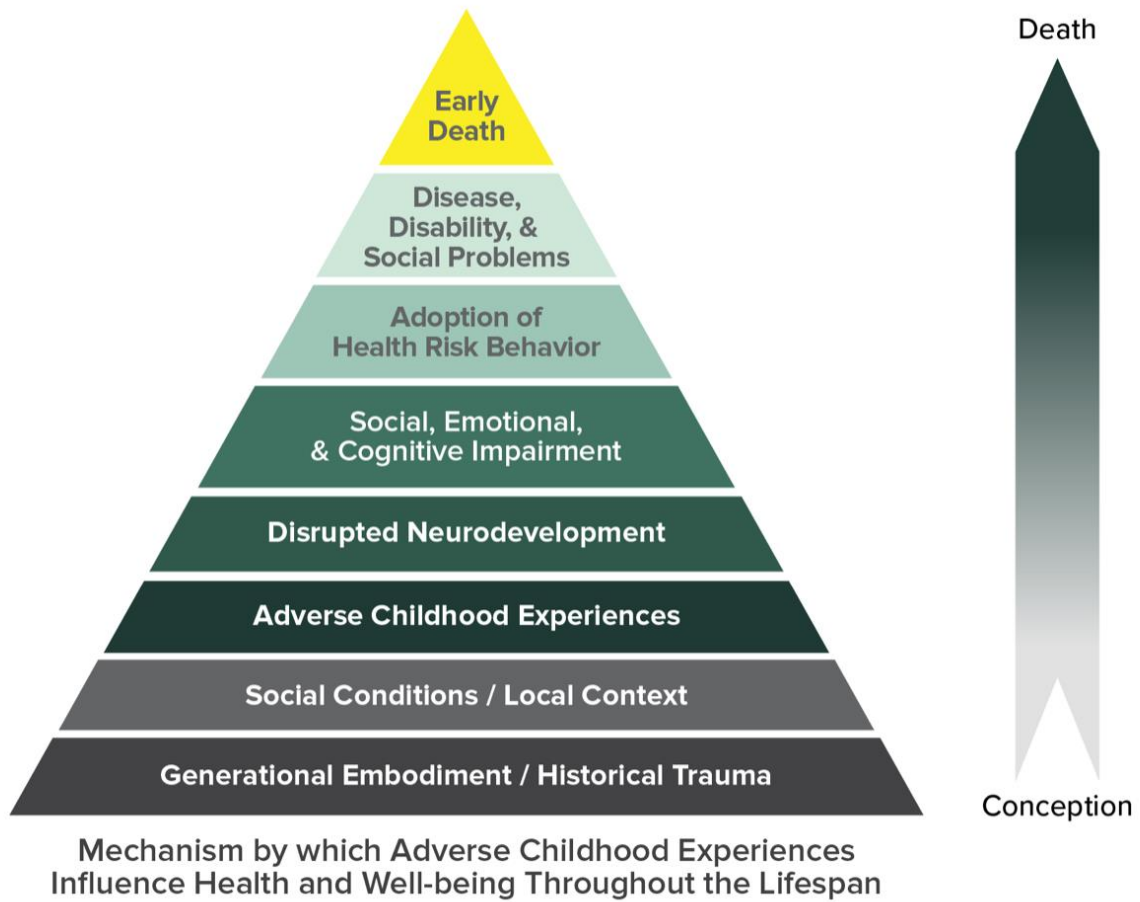 Death
Early
Death
Disease,
Disability, &
Social Problems
Adoption of
Health Risk Behavior
Social, Emotional,
& Cognitive Impairment
Disrupted Neurodevelopment
Adverse Childhood Experiences
Social Conditions / Local Context
Generational Embodiment / Historical Trauma
Conception
Mechanism by which Adverse Childhood Experiences
Influence Health and Well-being Throughout the Lifespan